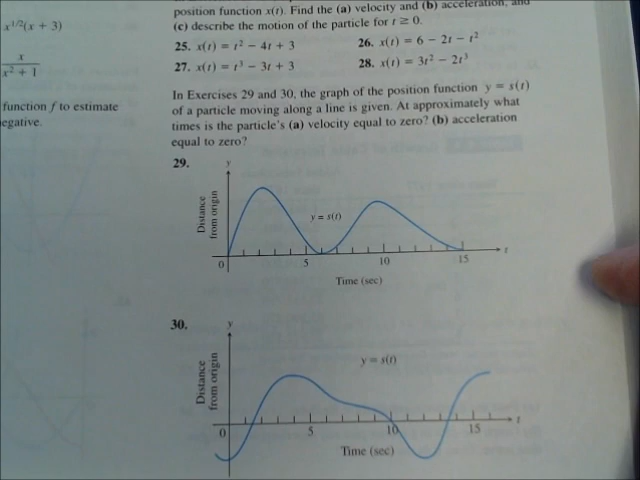 position function x(t). Find the (a) velocity and (b) acceleration, and
(c) describe the motion of the particle for t ≥ 0.
x^{1/2}(x + 3)
25. x(t) = t² − 4t + 3
26. x(t) = 6 − 2t − t²
x
x² + 1
27. x(t) = t³ − 3t + 3
28. x(t) = 3t² − 2t³
function f to estimate
egative.
In Exercises 29 and 30, the graph of the position function y = s(t)
of a particle moving along a line is given. At approximately what
times is the particle's (a) velocity equal to zero? (b) acceleration
equal to zero?
29.
y
Distance
from origin
y = s(t)
0
5
10
15
t
Time (sec)
30.
y
Distance
from origin
y = s(t)
0
5
10
15
t
Time (sec)